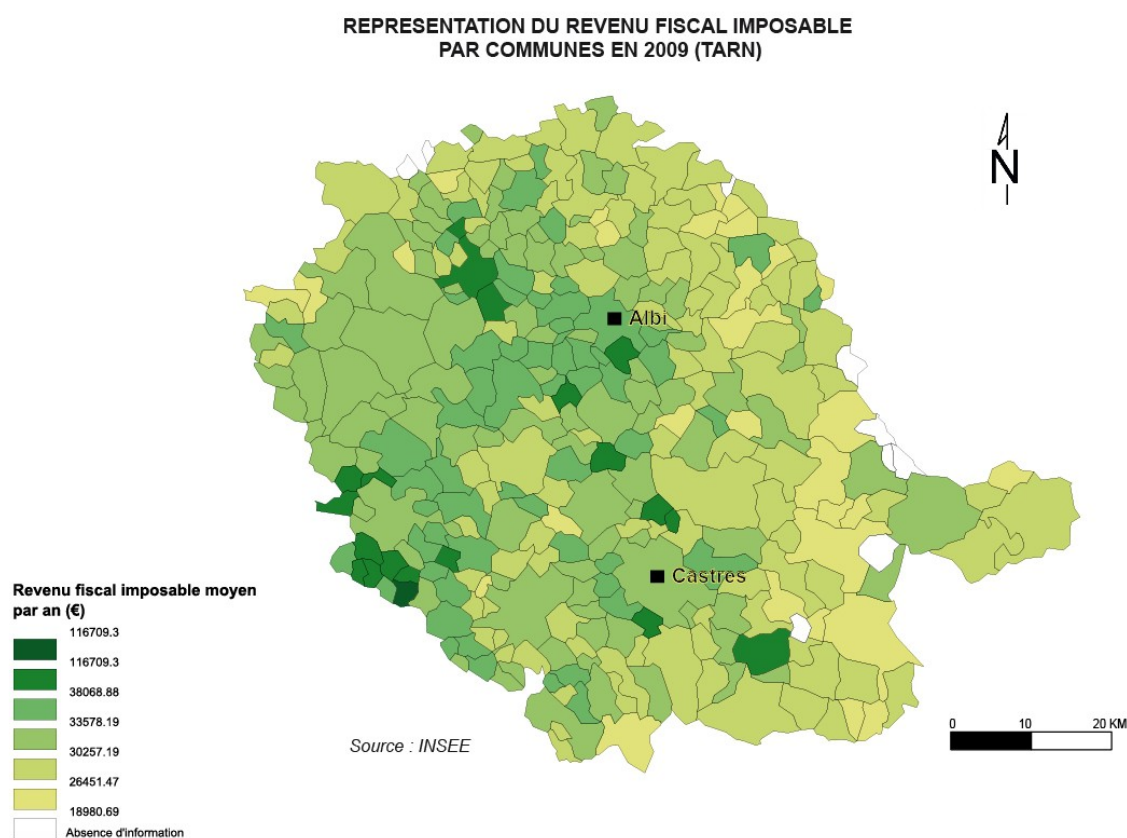 REPRESENTATION DU REVENU FISCAL IMPOSABLE
PAR COMMUNES EN 2009 (TARN)
N
Albi
Castres
Revenu fiscal imposable moyen
par an (€)
116709.3
116709.3
38068.88
33578.19
30257.19
26451.47
18980.69
Absence d'information
Source : INSEE
0 10 20 KM